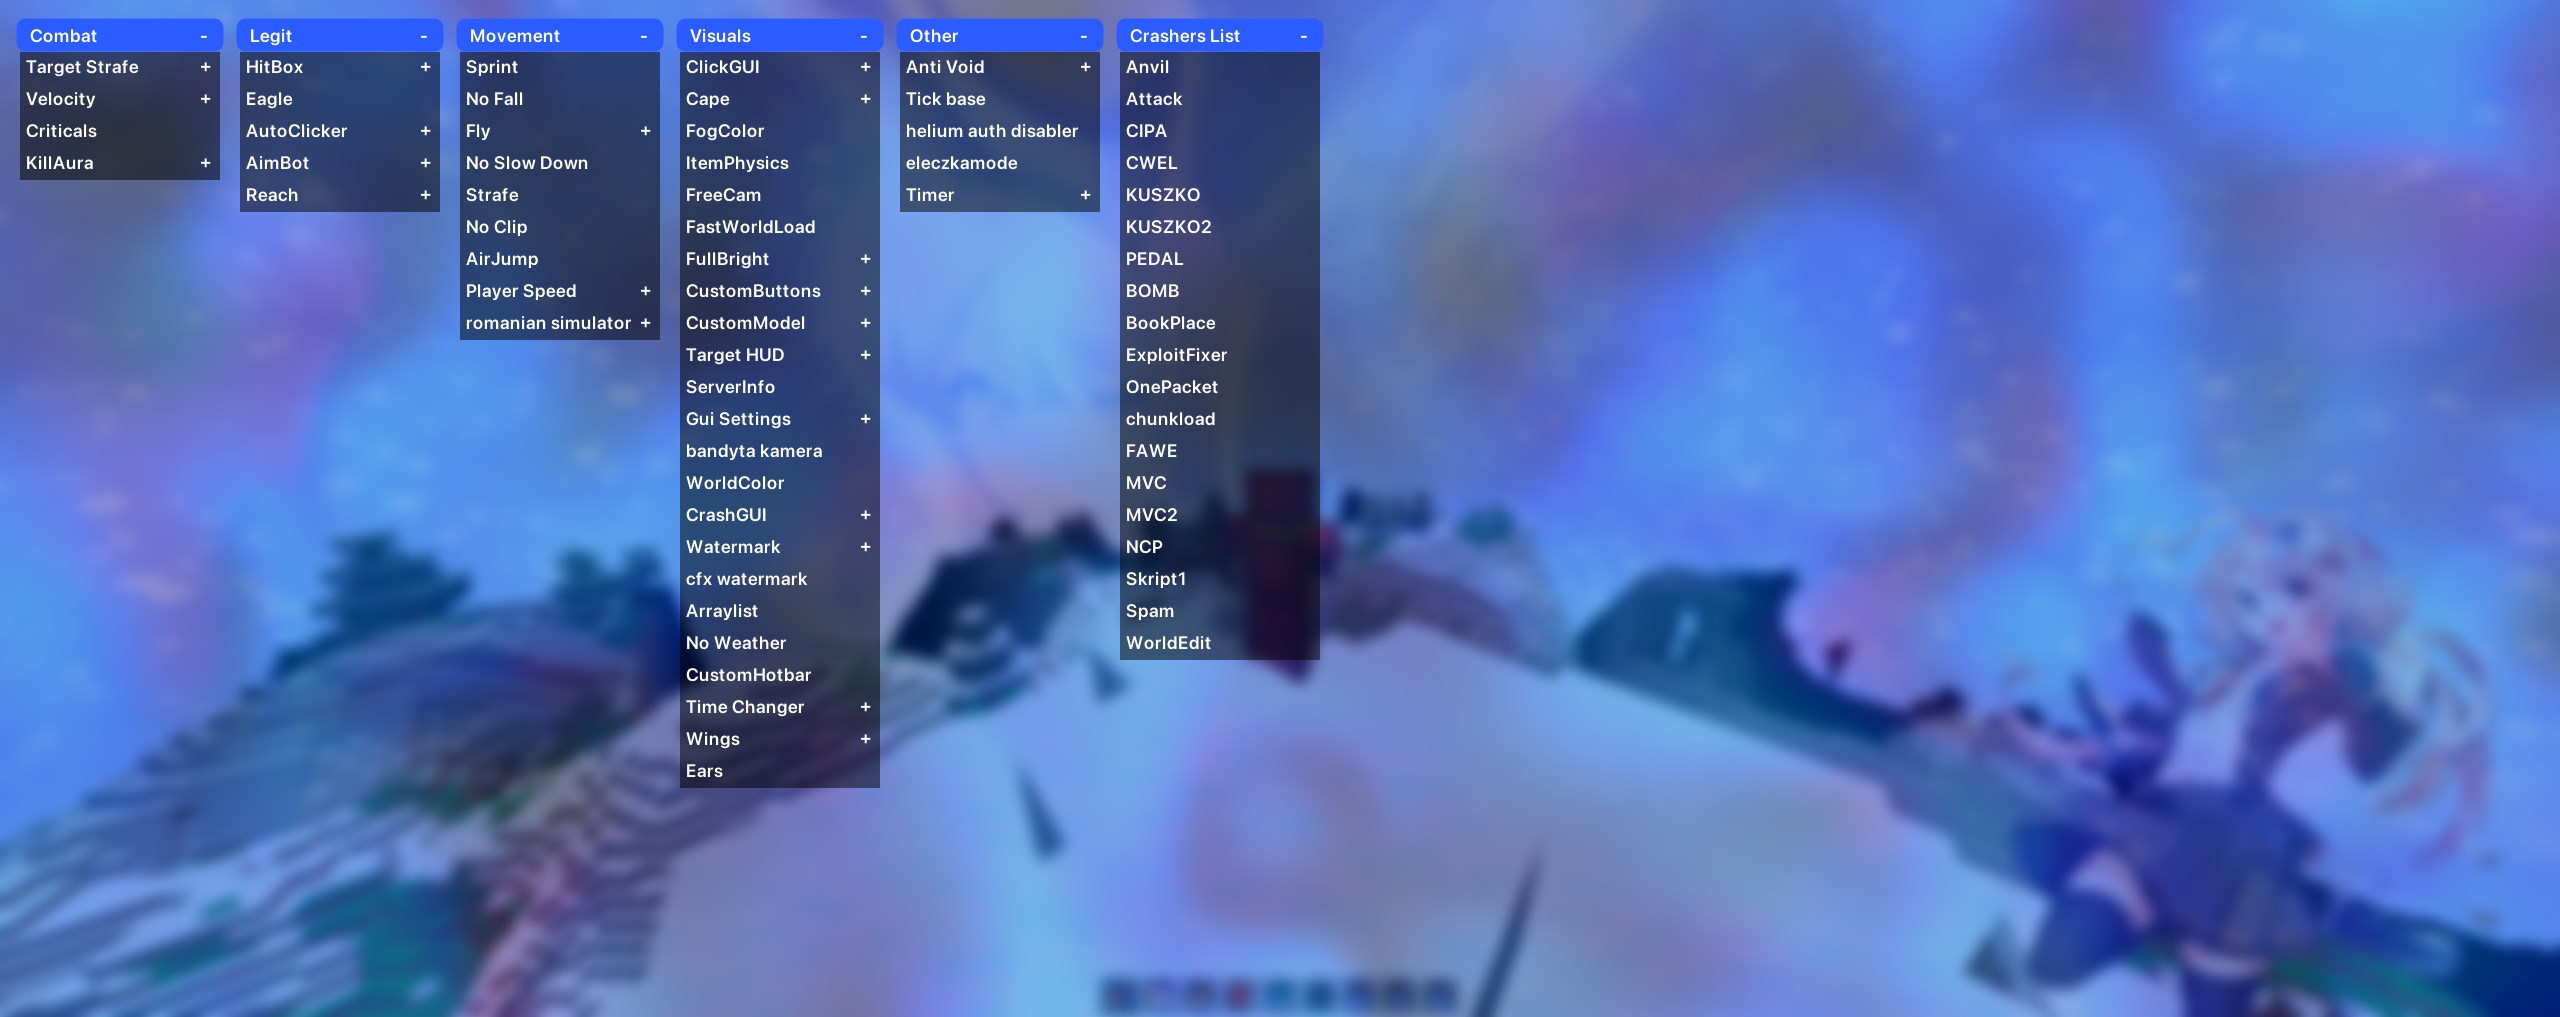 Combat -
Target Strafe +
Velocity +
Criticals
KillAura +
Legit -
HitBox +
Eagle
AutoClicker +
AimBot +
Reach +
Movement -
Sprint
No Fall
Fly +
No Slow Down
Strafe
No Clip
AirJump
Player Speed +
romanian simulator +
Visuals -
ClickGUI +
Cape +
FogColor
ItemPhysics
FreeCam
FastWorldLoad
FullBright +
CustomButtons +
CustomModel +
Target HUD +
ServerInfo
Gui Settings +
bandyta kamera
WorldColor
CrashGUI +
Watermark +
cfx watermark
Arraylist
No Weather
CustomHotbar
Time Changer +
Wings +
Ears
Other -
Anti Void +
Tick base
helium auth disabler
eleczkamode
Timer +
Crashers List -
Anvil
Attack
CIPA
CWEL
KUSZKO
KUSZKO2
PEDAL
BOMB
BookPlace
ExploitFixer
OnePacket
chunkload
FAWE
MVC
MVC2
NCP
Skript1
Spam
WorldEdit